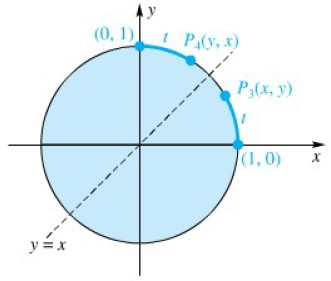 y
(0, 1)
t
P₄(y, x)
P₃(x, y)
t
(1, 0)
x
y = x